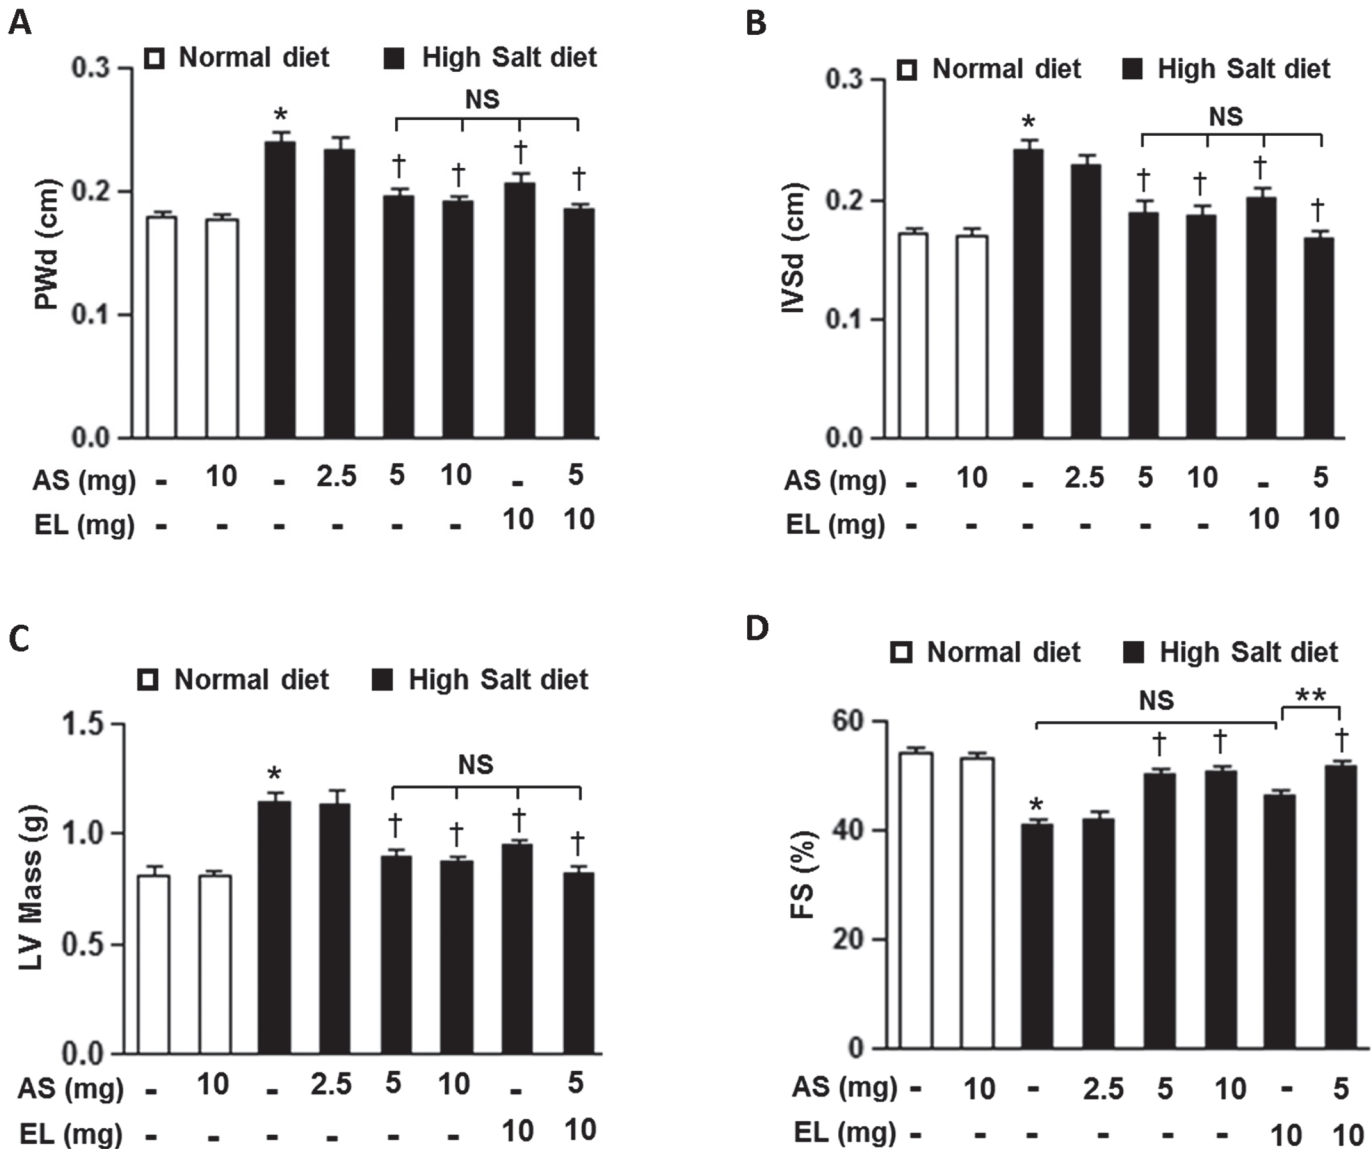 A
Normal diet High Salt diet
0.3
NS
*
† † † †
0.2
PWd (cm)
0.1
0.0
AS (mg) - 10 - 2.5 5 10 - 5
EL (mg) - - - - - - 10 10
B
Normal diet High Salt diet
0.3
NS
*
† † † †
0.2
IVSd (cm)
0.1
0.0
AS (mg) - 10 - 2.5 5 10 - 5
EL (mg) - - - - - - 10 10
C
Normal diet High Salt diet
1.5
NS
*
† † † †
1.0
LV Mass (g)
0.5
0.0
AS (mg) - 10 - 2.5 5 10 - 5
EL (mg) - - - - - - 10 10
D
Normal diet High Salt diet
NS **
60
† † †
*
40
FS (%)
20
0
AS (mg) - 10 - 2.5 5 10 - 5
EL (mg) - - - - - - 10 10